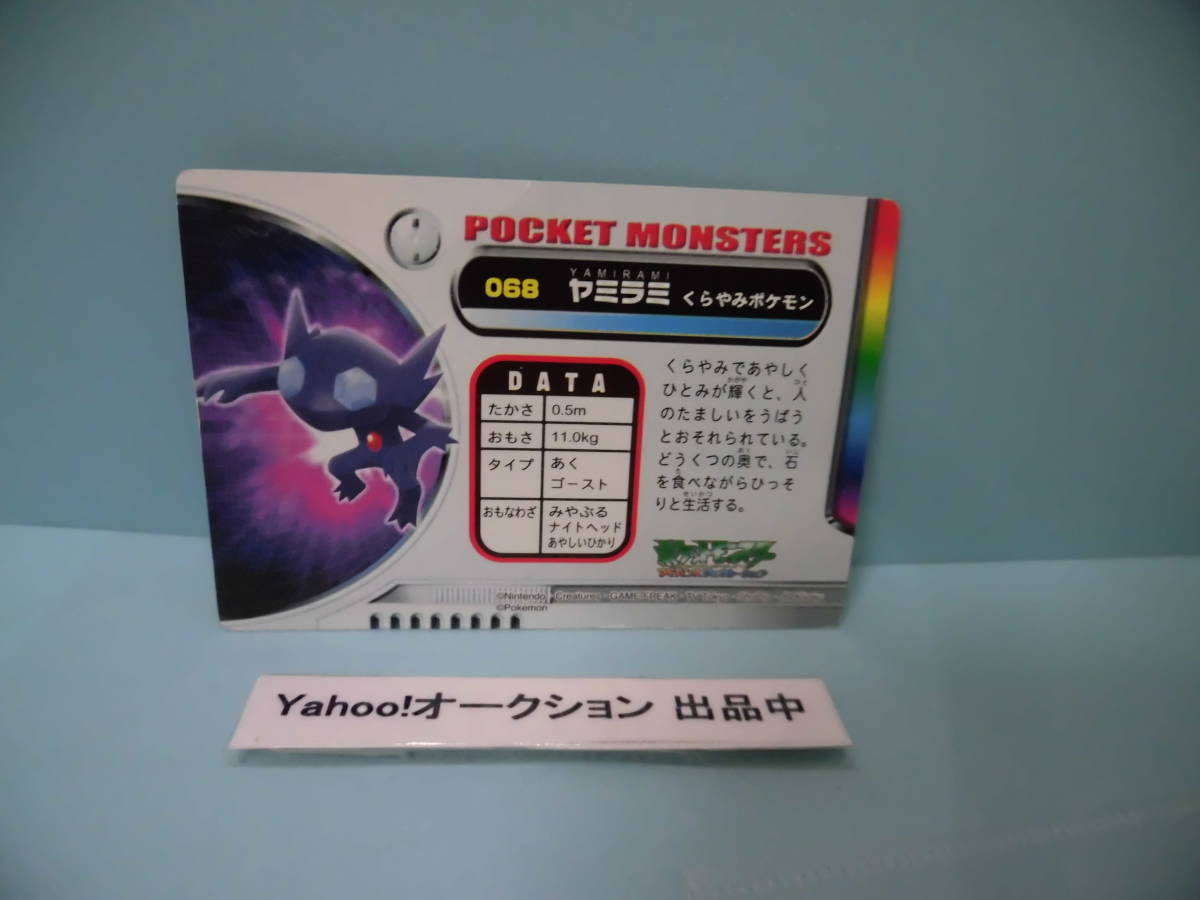 POCKET MONSTERS
YAMIRAMI
068 ヤミラミ くらやみポケモン
DATA
たかさ 0.5m
おもさ 11.0kg
タイプ あく
ゴースト
おもなわざ みやぶる
ナイトヘッド
あやしいひかり
くらやみであやしく
ひとみが輝くと、人
のたましいをうばう
とおそれられている。
どうくつの奥で、石
を食べながらひっそ
りと生活する。
©Nintendo・Creatures・GAME FREAK・TV Tokyo・
©Pokemon
Yahoo!オークション 出品中